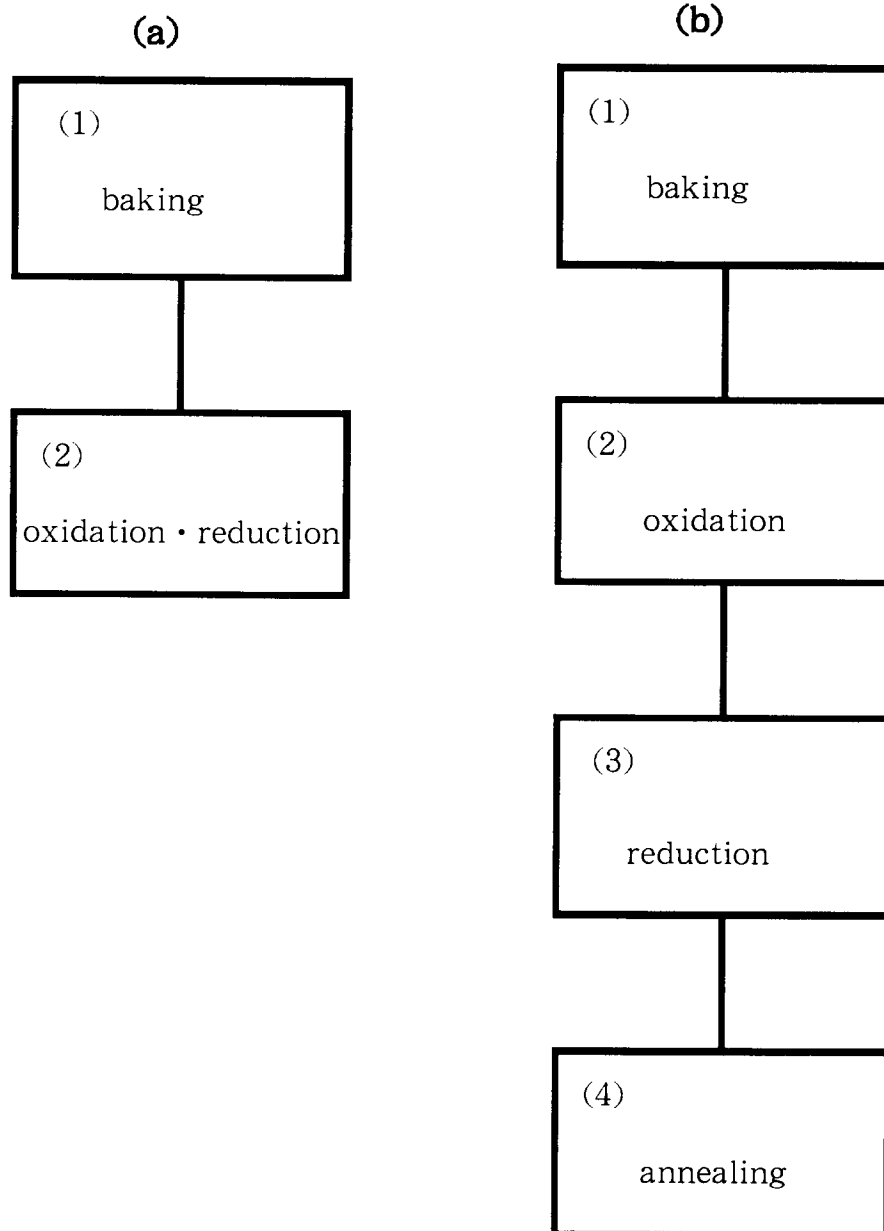 (a)
(1)
baking
(2)
oxidation・reduction
(b)
(1)
baking
(2)
oxidation
(3)
reduction
(4)
annealing